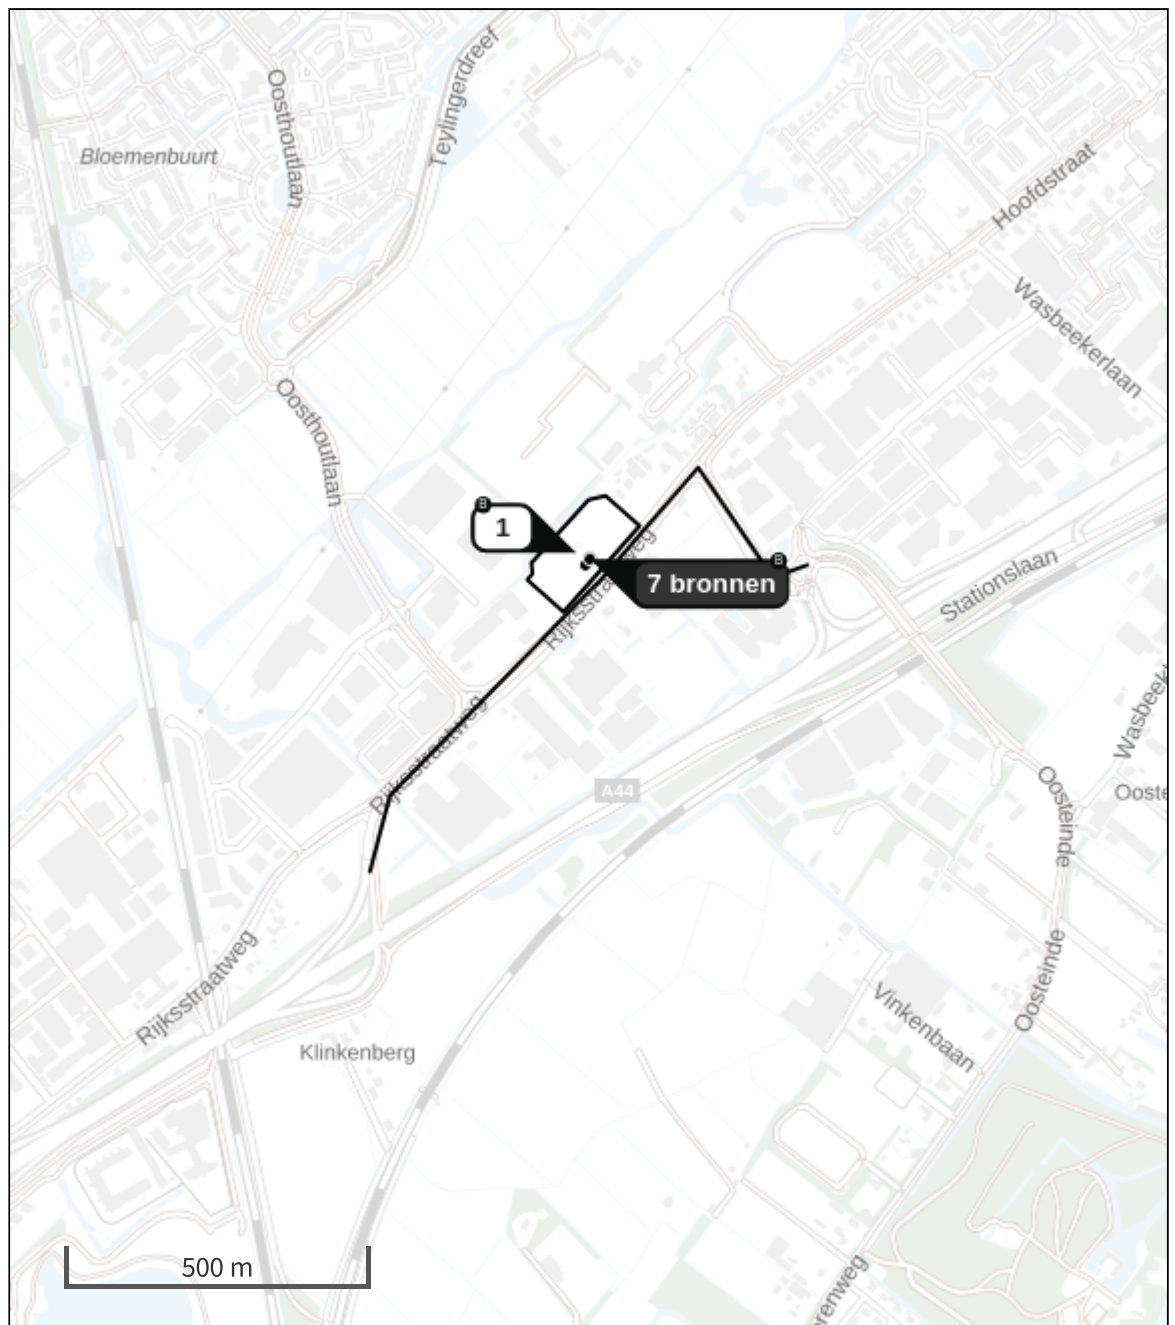 Teylingerdreef
Oosthoutlaan
Bloemenbuurt
Hoofdstraat
Wasbeekerlaan
Oosthoutlaan
B
1
B
7 bronnen
Rijksstraatweg
Stationslaan
Rijksstraatweg
Wasbeek
A44
Ooste
Oosteinde
Rijksstraatweg
Oosteinde
Vinkenbaan
Klinkenberg
500 m
erenweg